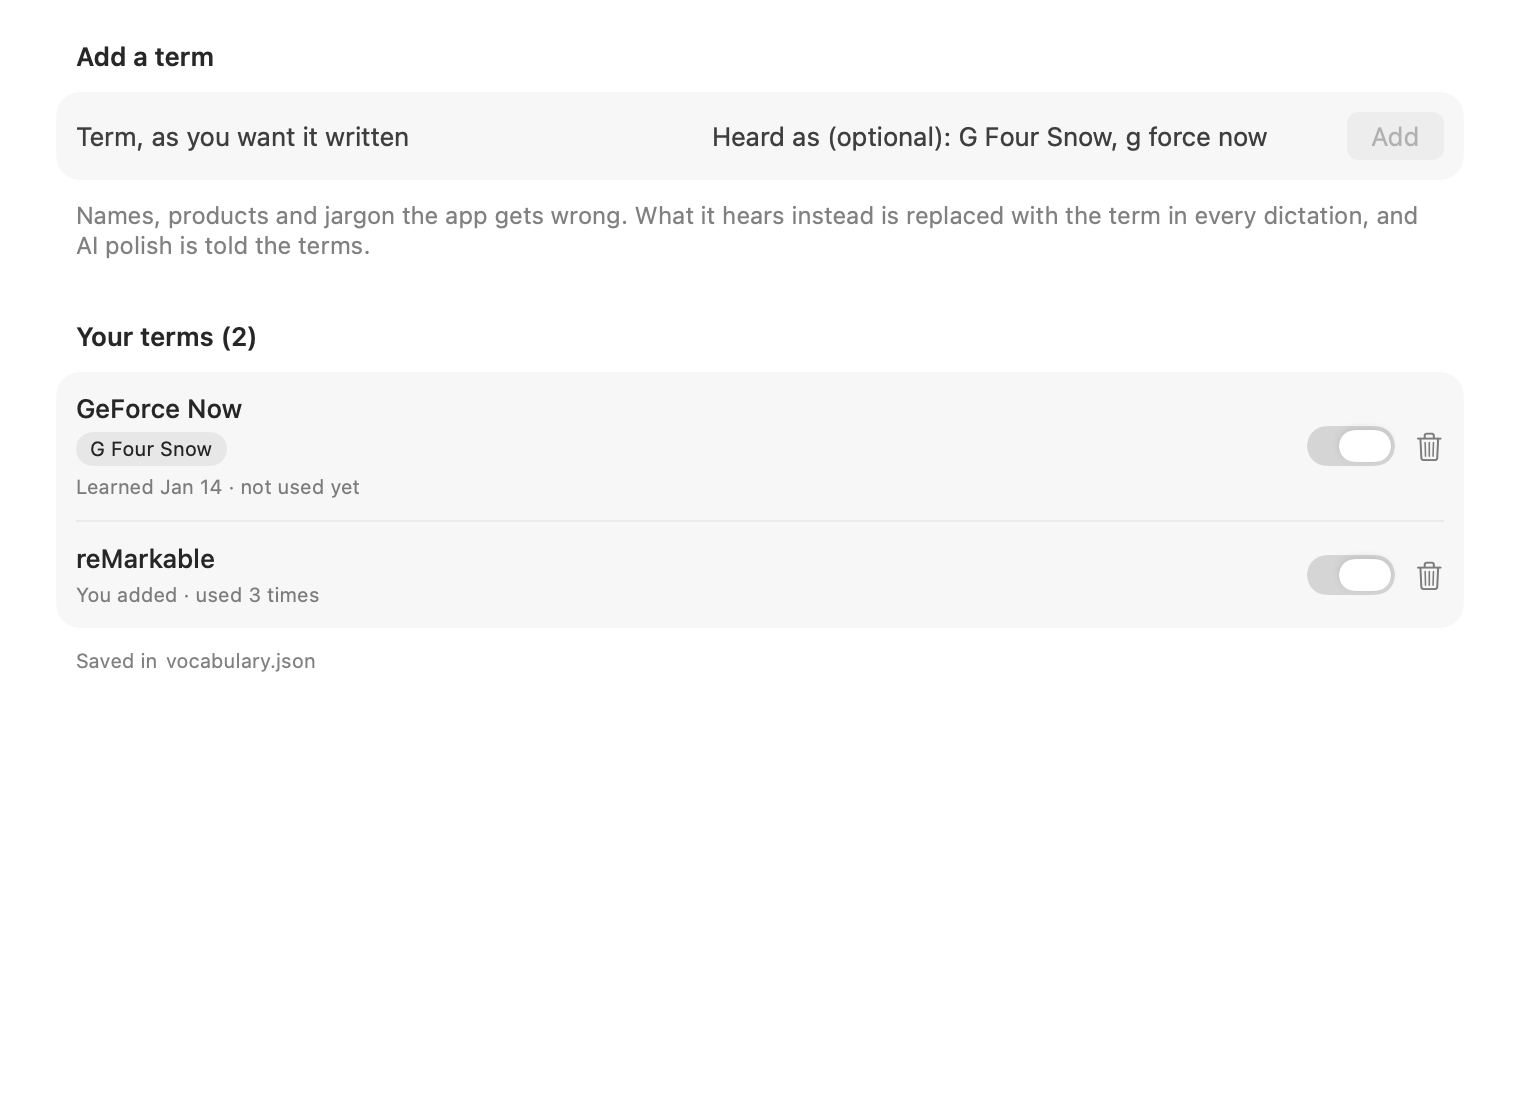 Add a term
Term, as you want it written
Heard as (optional): G Four Snow, g force now
Add
Names, products and jargon the app gets wrong. What it hears instead is replaced with the term in every dictation, and
AI polish is told the terms.
Your terms (2)
GeForce Now
G Four Snow
Learned Jan 14 · not used yet
reMarkable
You added · used 3 times
Saved in vocabulary.json